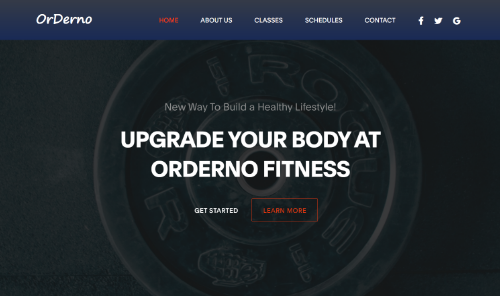 OrDerno
HOME ABOUT US CLASSES SCHEDULES CONTACT
New Way To Build a Healthy Lifestyle!
UPGRADE YOUR BODY AT
ORDERNO FITNESS
GET STARTED LEARN MORE
ROGUE